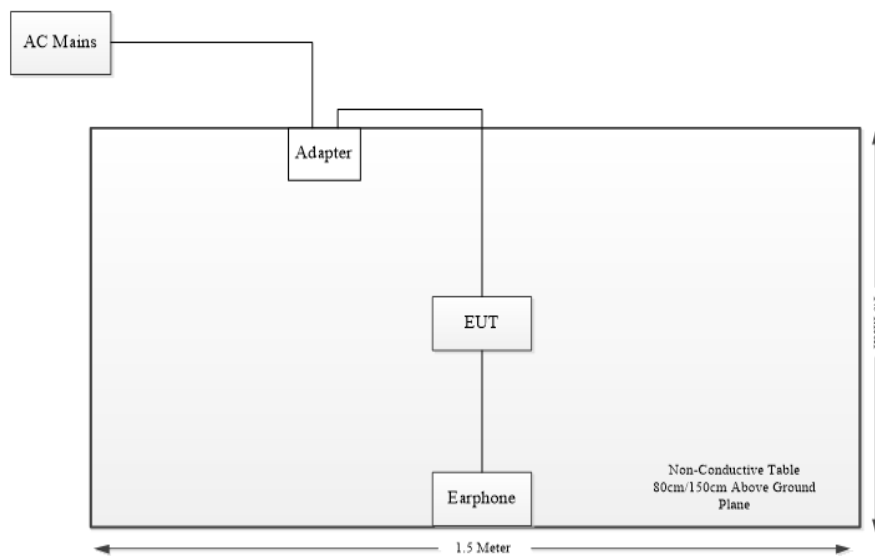 AC Mains
Adapter
EUT
Earphone
Non-Conductive Table
80cm/150cm Above Ground
Plane
1.5 Meter